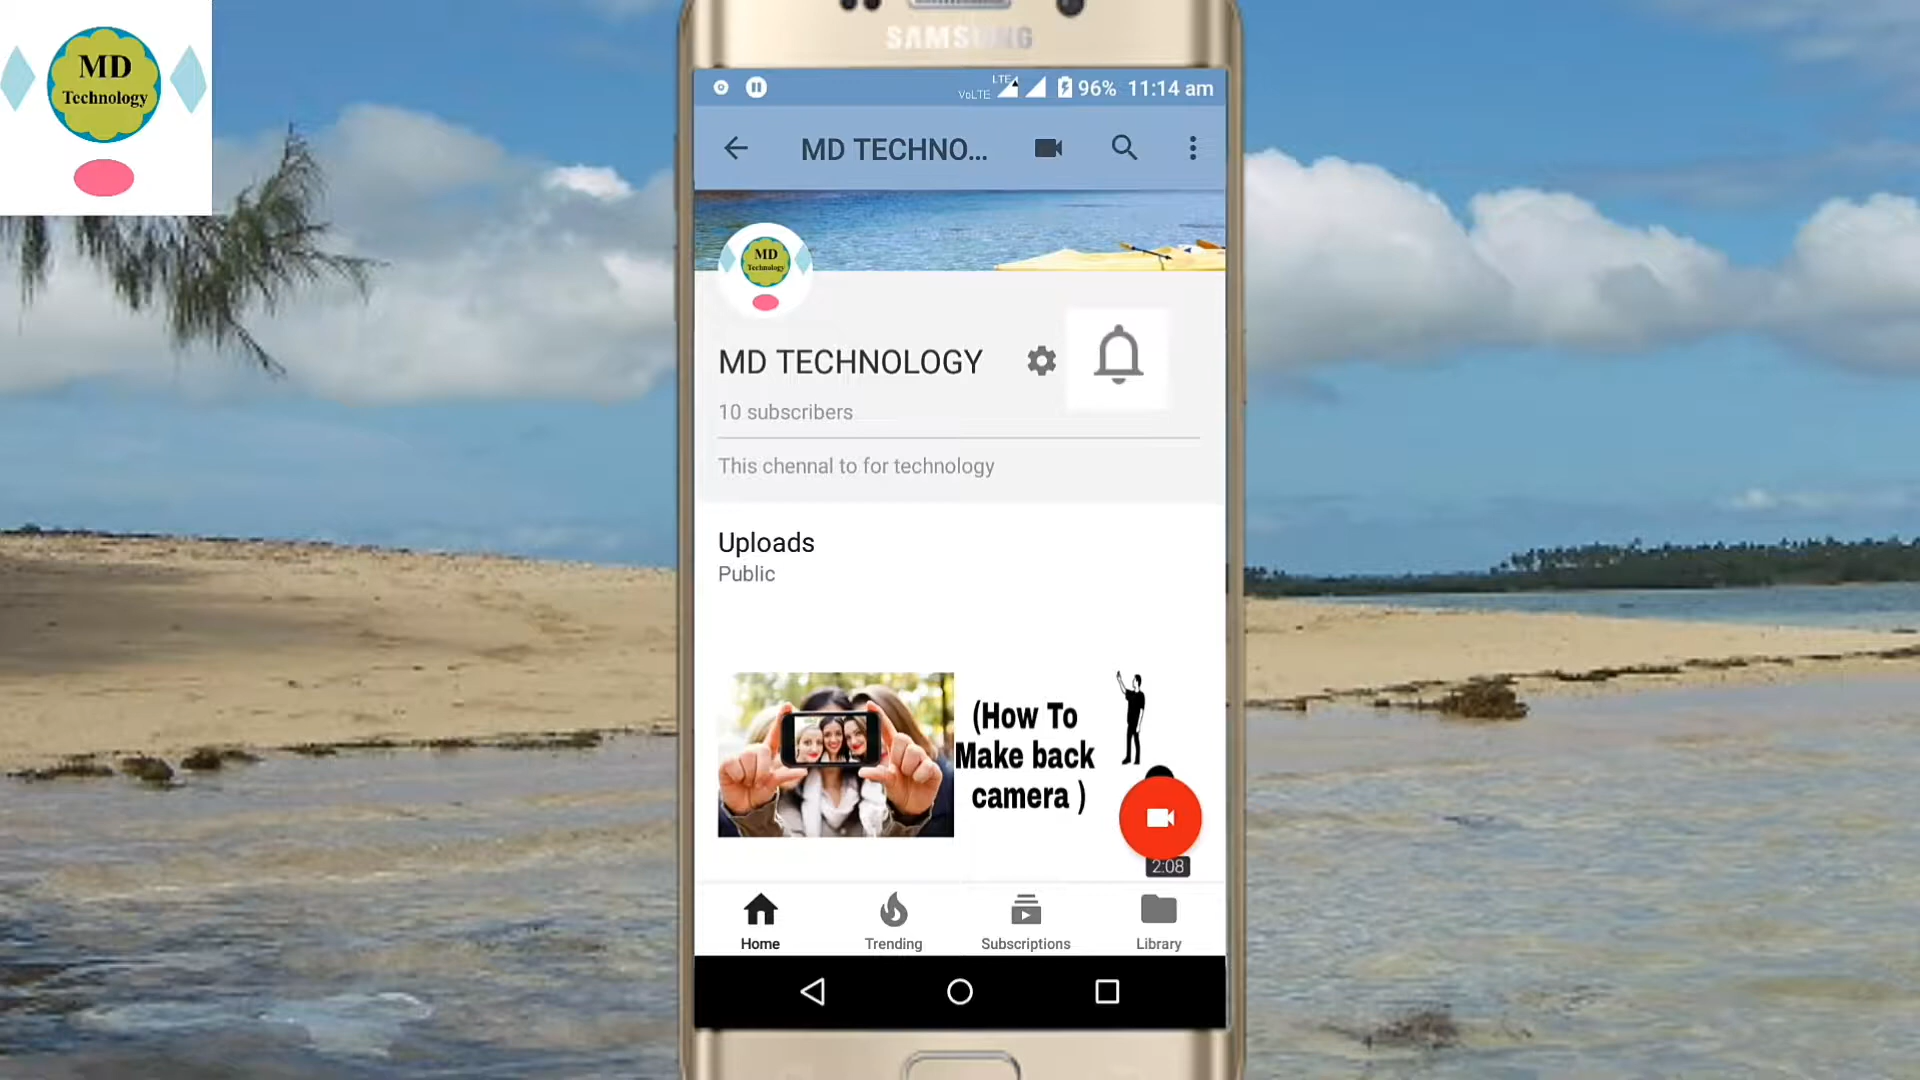 MD
Technology
SAMSUNG
LTE
VoLTE
96% 11:14 am
MD TECHNO...
MD
Technology
MD TECHNOLOGY
10 subscribers
This chennal to for technology
Uploads
Public
(How To
Make back
camera )
2:08
Home Trending Subscriptions Library